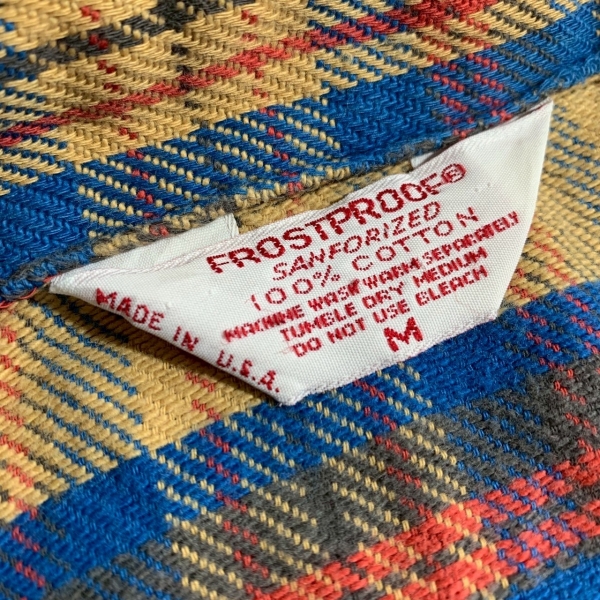 FROSTPROOF®
SANFORIZED
100% COTTON
MACHINE WASH WARM SEPARATELY
TUMBLE DRY MEDIUM
DO NOT USE BLEACH
M
MADE IN U.S.A.